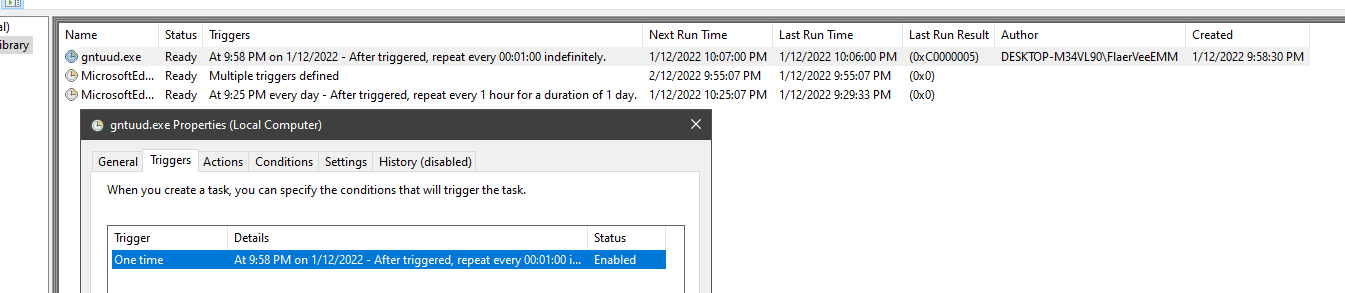 al)
ibrary
Name Status Triggers Next Run Time Last Run Time Last Run Result Author Created
gntuud.exe Ready At 9:58 PM on 1/12/2022 - After triggered, repeat every 00:01:00 indefinitely. 1/12/2022 10:07:00 PM 1/12/2022 10:06:00 PM (0xC0000005) DESKTOP-M34VL90\FlaerVeeEMM 1/12/2022 9:58:30 PM
MicrosoftEd... Ready Multiple triggers defined 2/12/2022 9:55:07 PM 1/12/2022 9:55:07 PM (0x0)
MicrosoftEd... Ready At 9:25 PM every day - After triggered, repeat every 1 hour for a duration of 1 day. 1/12/2022 10:25:07 PM 1/12/2022 9:29:33 PM (0x0)
gntuud.exe Properties (Local Computer)
General Triggers Actions Conditions Settings History (disabled)
When you create a task, you can specify the conditions that will trigger the task.
Trigger Details Status
One time At 9:58 PM on 1/12/2022 - After triggered, repeat every 00:01:00 i... Enabled